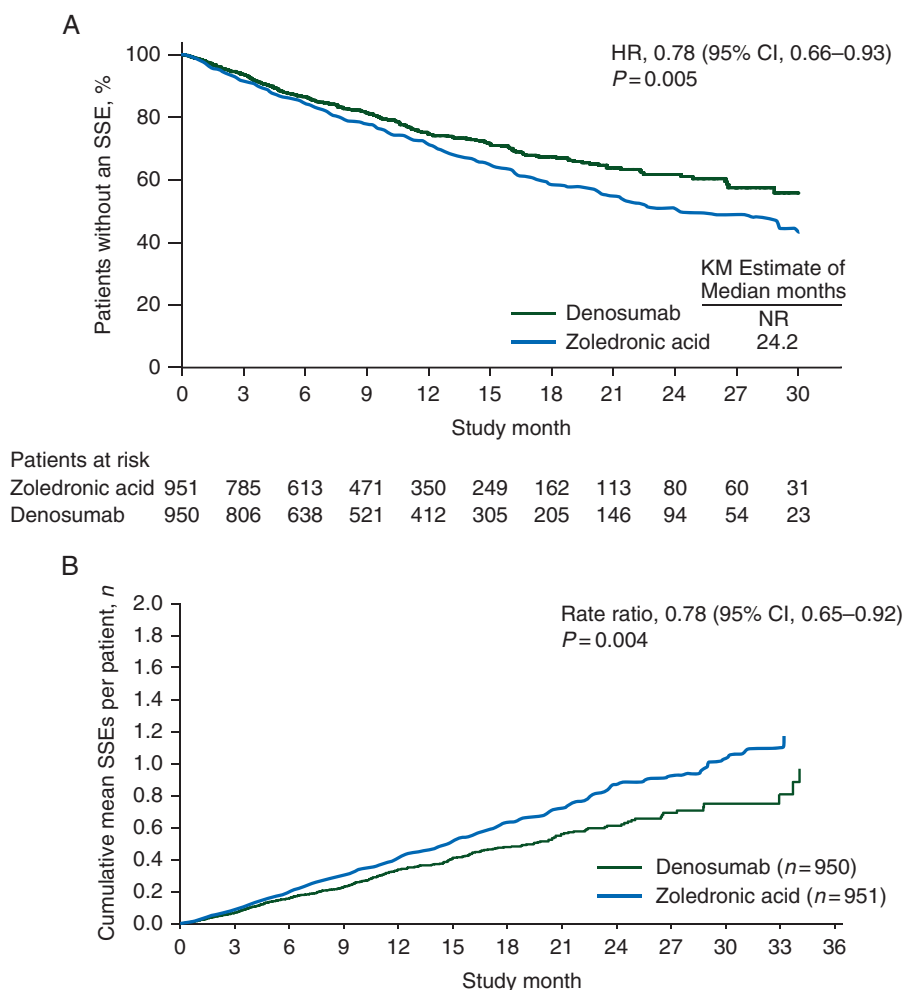 A
HR, 0.78 (95% CI, 0.66–0.93)
P=0.005
Patients without an SSE, %
100
80
60
40
20
0
KM Estimate of
Median months
Denosumab NR
Zoledronic acid 24.2
0 3 6 9 12 15 18 21 24 27 30
Study month
Patients at risk
Zoledronic acid 951 785 613 471 350 249 162 113 80 60 31
Denosumab 950 806 638 521 412 305 205 146 94 54 23
B
Rate ratio, 0.78 (95% CI, 0.65–0.92)
P=0.004
Cumulative mean SSEs per patient, n
2.0
1.8
1.6
1.4
1.2
1.0
0.8
0.6
0.4
0.2
0.0
Denosumab (n=950)
Zoledronic acid (n=951)
0 3 6 9 12 15 18 21 24 27 30 33 36
Study month